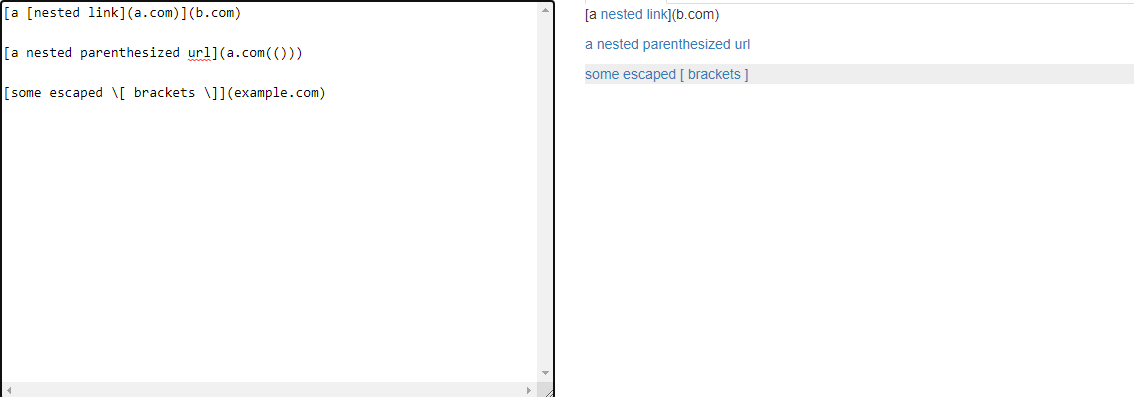 [a [nested link](a.com)](b.com)
[a nested parenthesized url](a.com(()))
[some escaped \[ brackets \]](example.com)
[a nested link](b.com)
a nested parenthesized url
some escaped [ brackets ]